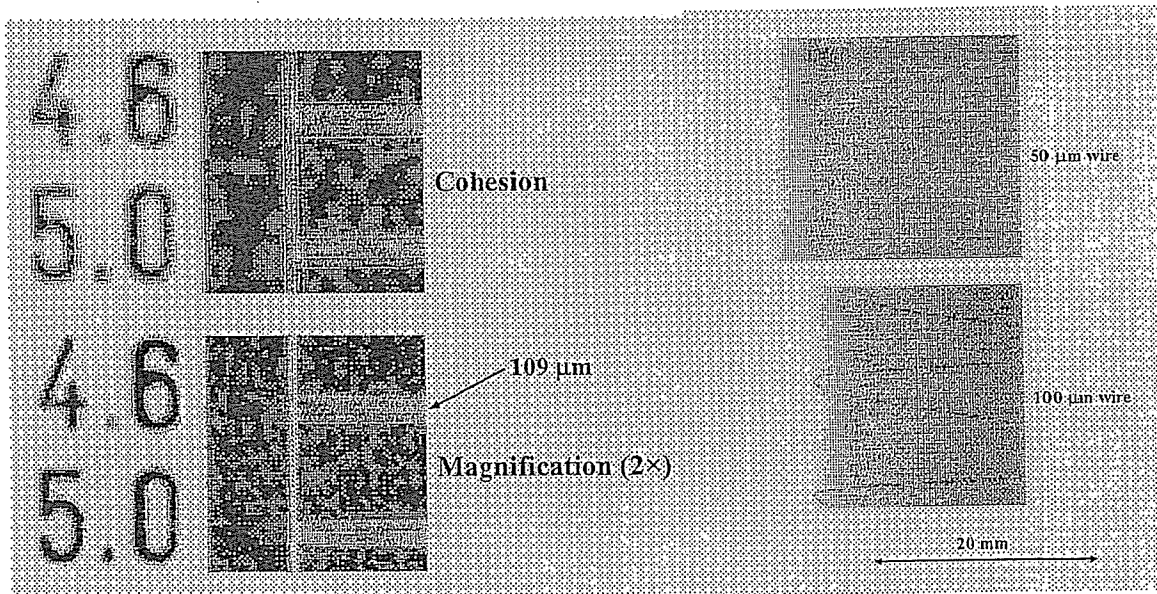 4.6
5.0
Cohesion
4.6
5.0
109 μm
Magnification (2×)
50 μm wire
100 μm wire
20 mm